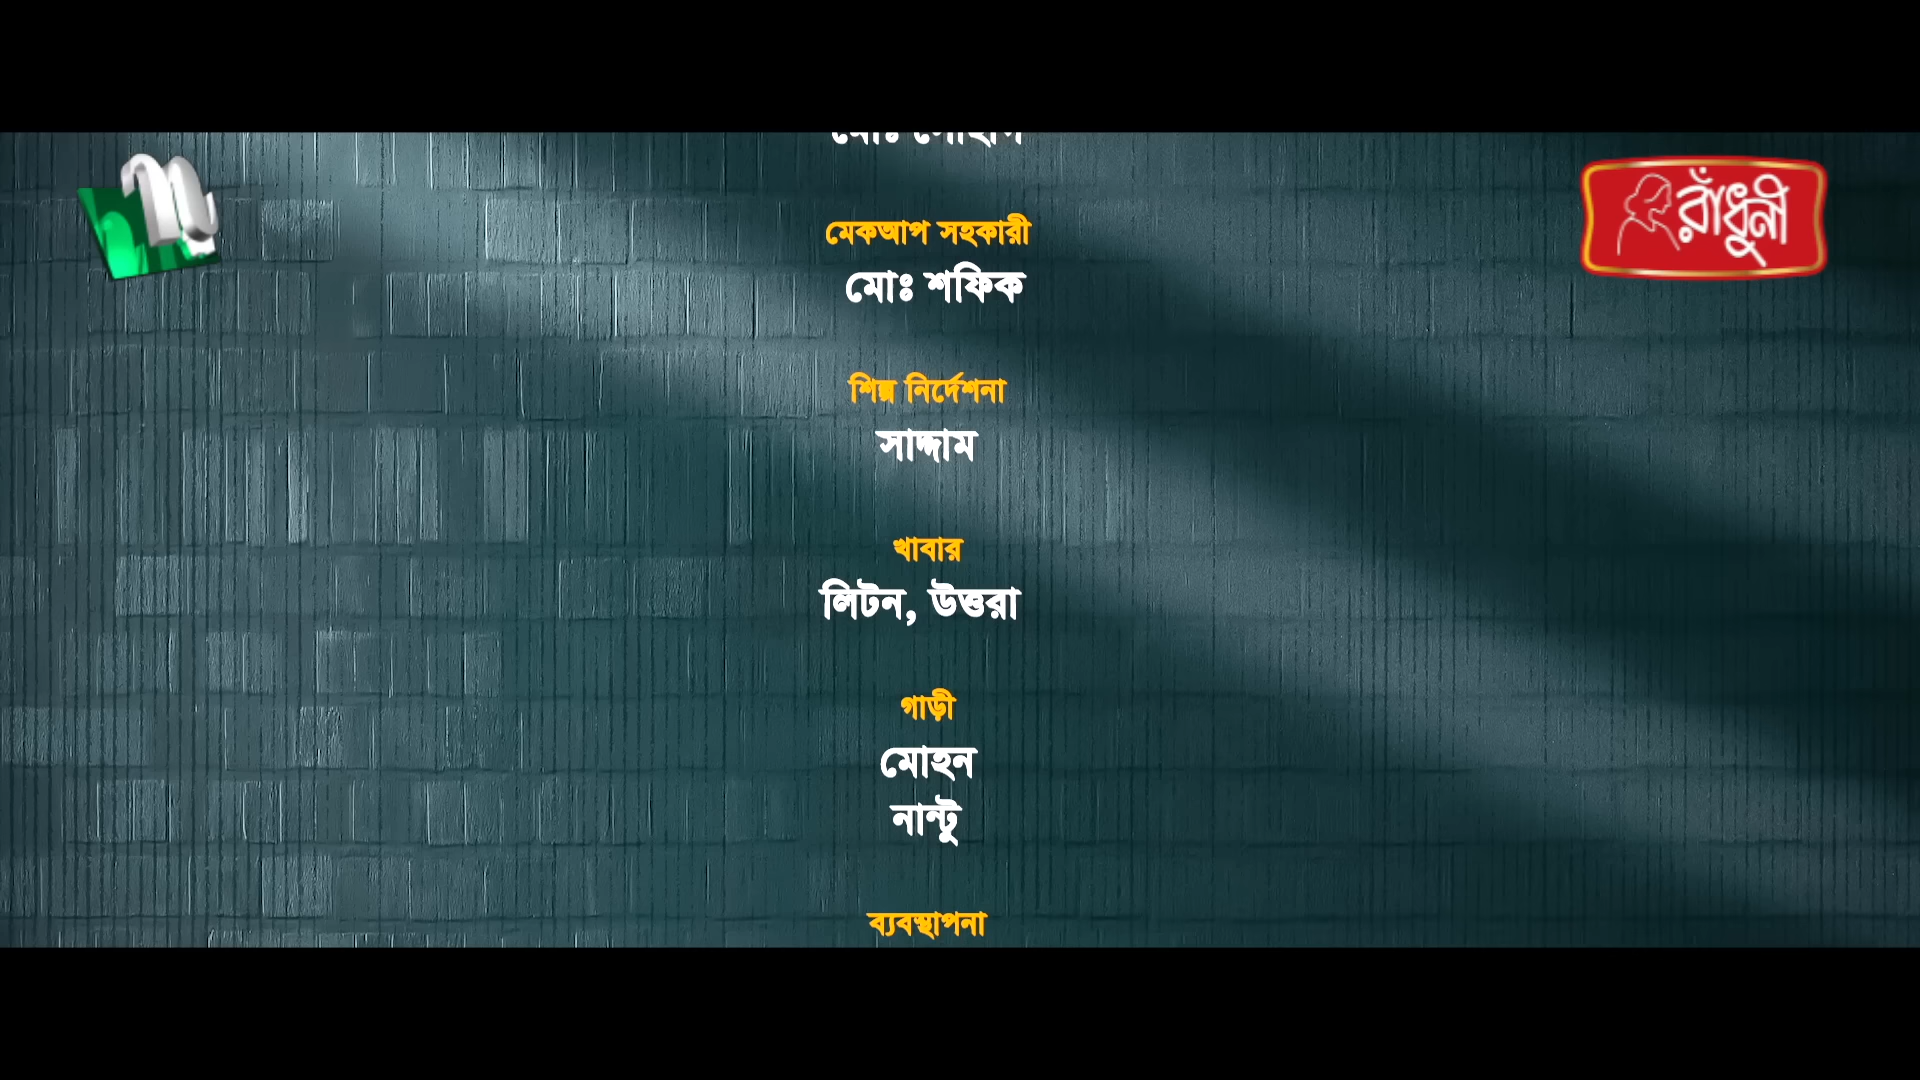 মেকআপ সহকারী
মোঃ শফিক
শিল্প নির্দেশনা
সাদ্দাম
খাবার
লিটন, উত্তরা
গাড়ী
মোহন
নান্টু
ব্যবস্থাপনা
রাঁধুনী